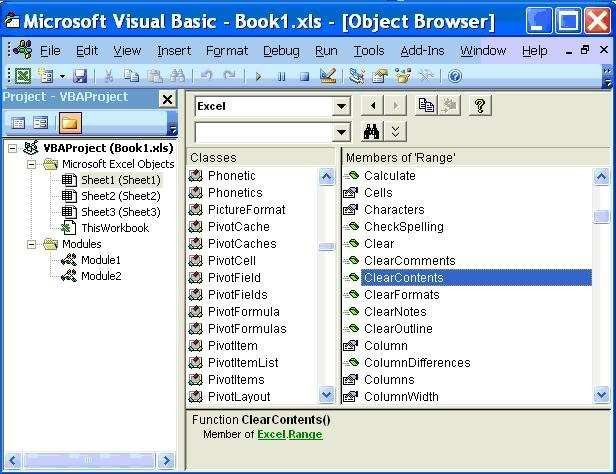 Microsoft Visual Basic - Book1.xls - [Object Browser]
File Edit View Insert Format Debug Run Tools Add-Ins Window Help
Project - VBAProject
VBAProject (Book1.xls)
Microsoft Excel Objects
Sheet1 (Sheet1)
Sheet2 (Sheet2)
Sheet3 (Sheet3)
ThisWorkbook
Modules
Module1
Module2
Excel
Classes
Phonetic
Phonetics
PictureFormat
PivotCache
PivotCaches
PivotCell
PivotField
PivotFields
PivotFormula
PivotFormulas
PivotItem
PivotItemList
PivotItems
PivotLayout
Members of 'Range'
Calculate
Cells
Characters
CheckSpelling
Clear
ClearComments
ClearContents
ClearFormats
ClearNotes
ClearOutline
Column
ColumnDifferences
Columns
ColumnWidth
Function ClearContents()
Member of Excel.Range